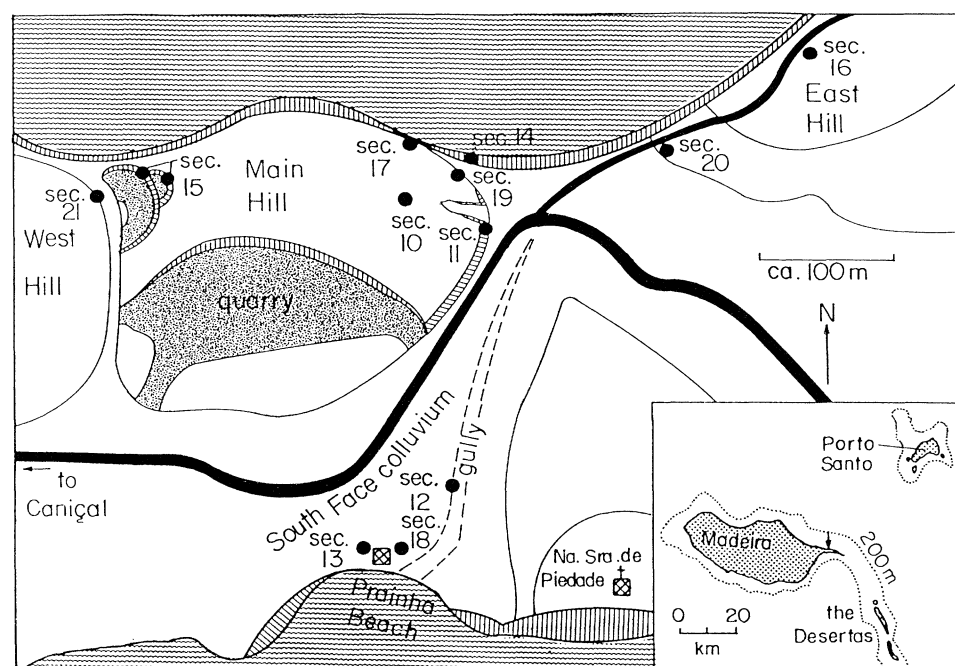 sec.
16
East
Hill
sec. 14
sec.
17
sec.
19
sec.
20
sec.
15
Main
Hill
sec.
21
sec.
10
sec.
11
West
Hill
ca. 100 m
quarry
N
South Face colluvium
gully
to
Caniçal
sec.
12
sec.
18
sec.
13
Prainha
Beach
Na. Sra. de
Piedade
Porto
Santo
Madeira
200 m
0 20
km
the
Desertas